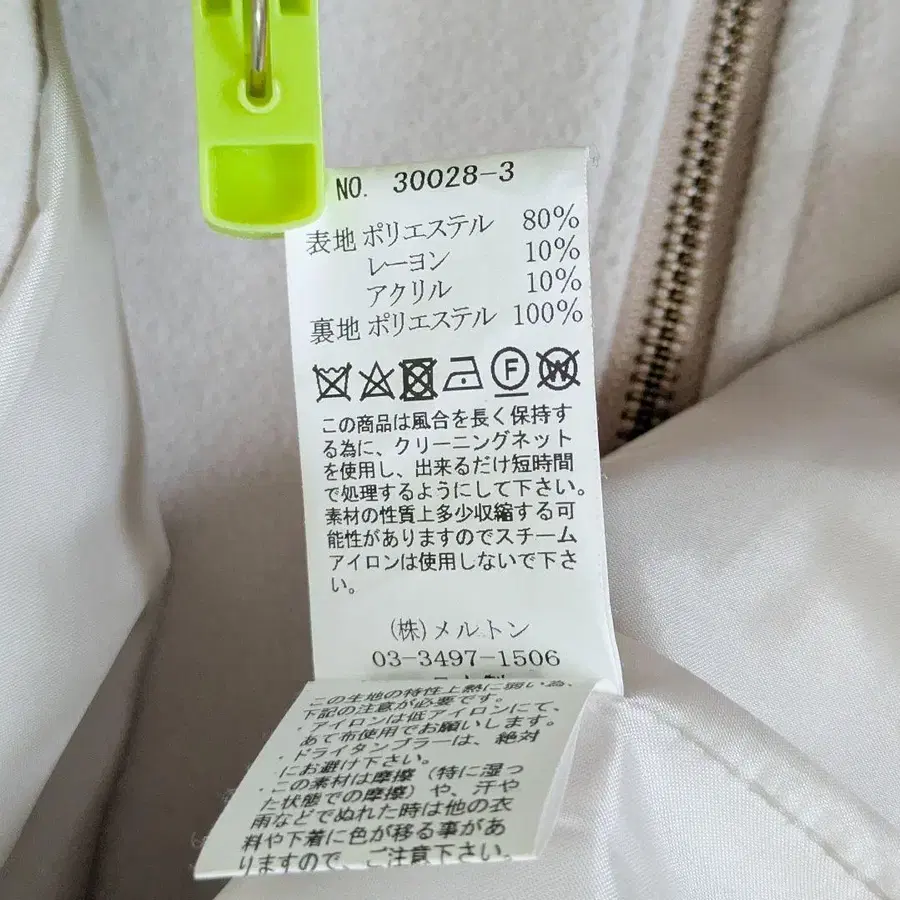 NO. 30028-3
表地 ポリエステル 80%
レーヨン 10%
アクリル 10%
裏地 ポリエステル 100%
F W
この商品は風合を長く保持す
る為に、クリーニングネット
を使用し、出来るだけ短時間
で処理するようにして下さい。
素材の性質上多少収縮する可
能性がありますのでスチーム
アイロンは使用しないで下さ
い。
(株)メルトン
03-3497-1506
この生地の特性上熱に弱い為、
下記の注意が必要です。
・アイロンは低アイロンにて、
あて布使用でお願いします。
・ドライタンブラーは、絶対
にお避け下さい。
・この素材は摩擦(特に湿っ
た状態での摩擦)や、汗や
雨などでぬれた時は他の衣
料や下着に色が移る事があ
りますので、ご注意下さい。